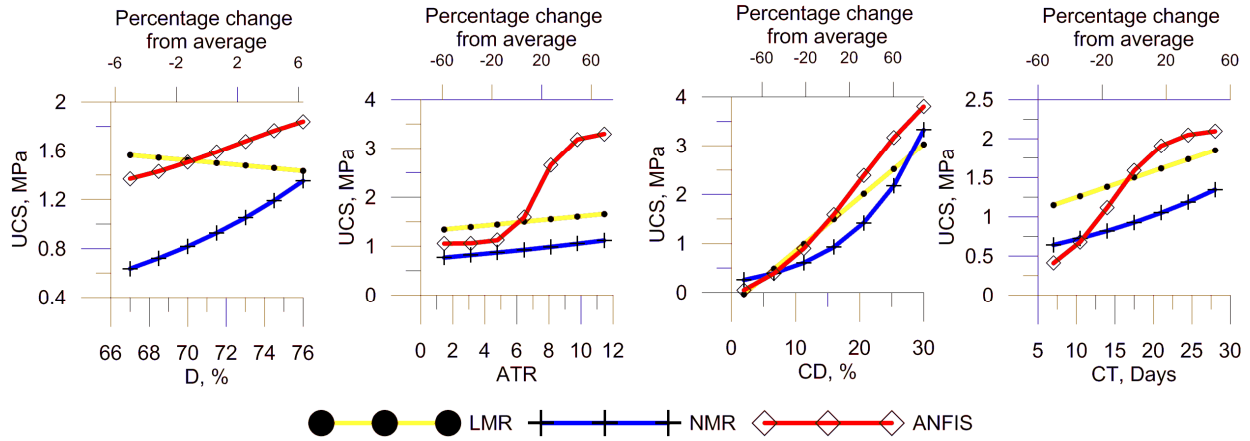 Percentage change
from average
-6 -2 2 6
2
1.6
1.2
0.8
0.4
UCS, MPa
66 68 70 72 74 76
D, %
Percentage change
from average
-60 -20 20 60
4
3
2
1
0
UCS, MPa
0 2 4 6 8 10 12
ATR
Percentage change
from average
-60 -20 20 60
4
3
2
1
0
UCS, MPa
0 10 20 30
CD, %
Percentage change
from average
-60 -20 20 60
2.5
2
1.5
1
0.5
0
UCS, MPa
5 10 15 20 25 30
CT, Days
LMR NMR ANFIS